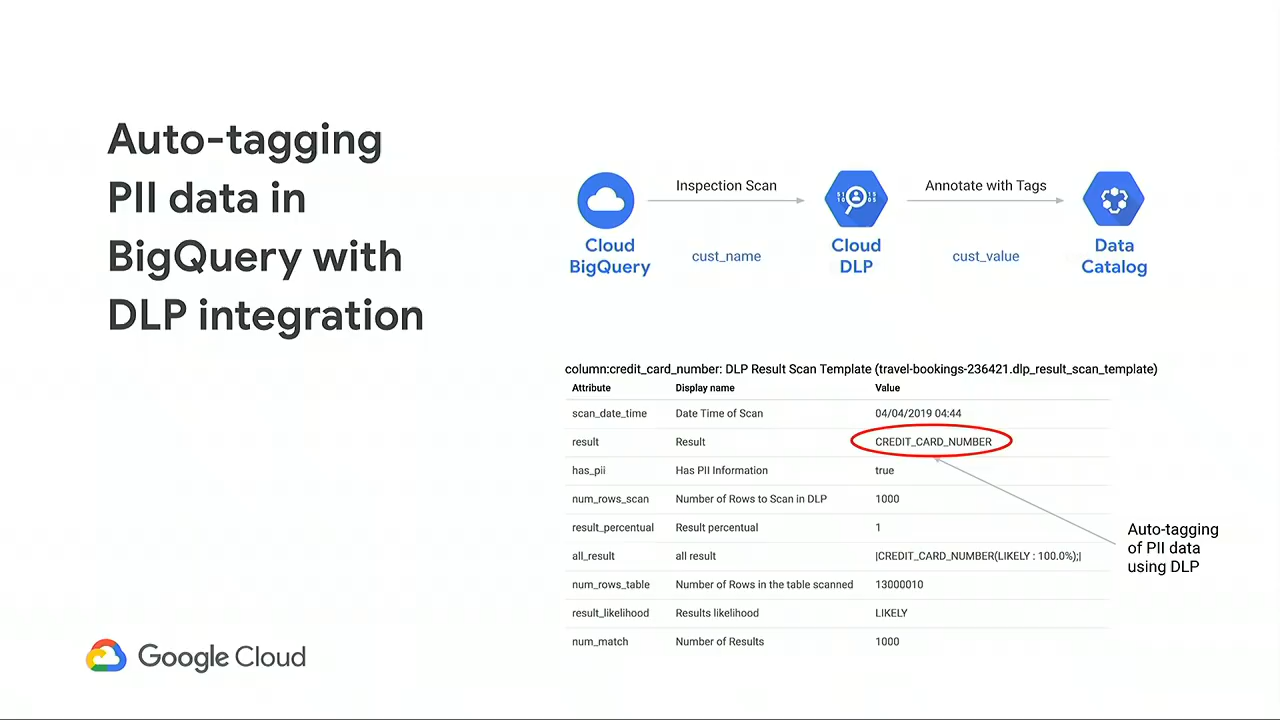 Auto-tagging
PII data in
BigQuery with
DLP integration
Inspection Scan
Annotate with Tags
Cloud
BigQuery
cust_name
Cloud
DLP
cust_value
Data
Catalog
column:credit_card_number: DLP Result Scan Template (travel-bookings-236421.dlp_result_scan_template)
Attribute Display name Value
scan_date_time Date Time of Scan 04/04/2019 04:44
result Result CREDIT_CARD_NUMBER
has_pii Has PII Information true
num_rows_scan Number of Rows to Scan in DLP 1000
result_percentual Result percentual 1
all_result all result |CREDIT_CARD_NUMBER(LIKELY : 100.0%);|
num_rows_table Number of Rows in the table scanned 13000010
result_likelihood Results likelihood LIKELY
num_match Number of Results 1000
Auto-tagging
of PII data
using DLP
Google Cloud